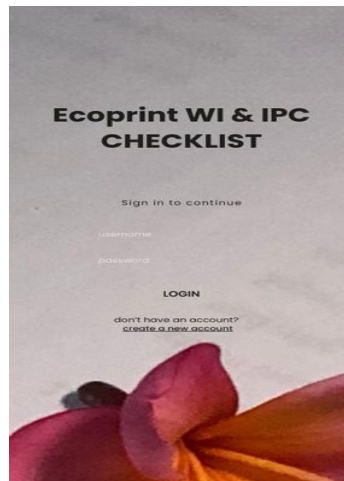 Ecoprint WI & IPC
CHECKLIST
Sign in to continue
username
password
LOGIN
don't have an account?
create a new account